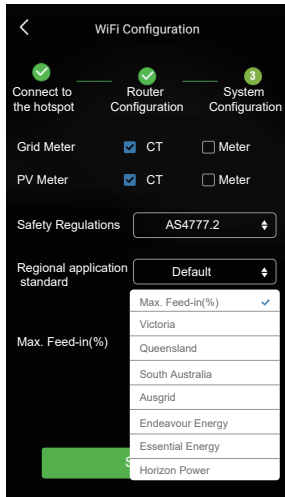 WiFi Configuration
3
Connect to
the hotspot
Router
Configuration
System
Configuration
Grid Meter CT Meter
PV Meter CT Meter
Safety Regulations AS4777.2
Regional application
standard
Default
Max. Feed-in(%)
Max. Feed-in(%)
Victoria
Queensland
South Australia
Ausgrid
Endeavour Energy
Essential Energy
Horizon Power